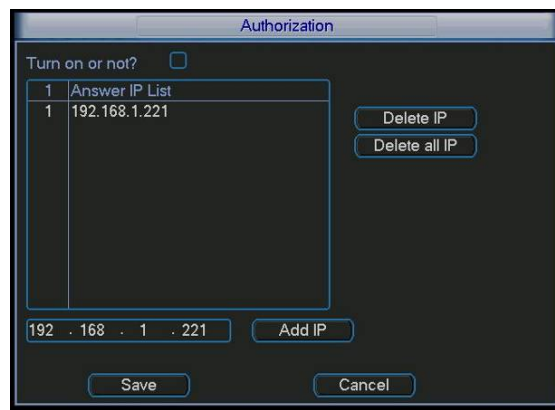 Authorization
Turn on or not?
1 Answer IP List
1 192.168.1.221
Delete IP
Delete all IP
192 . 168 . 1 . 221 Add IP
Save Cancel